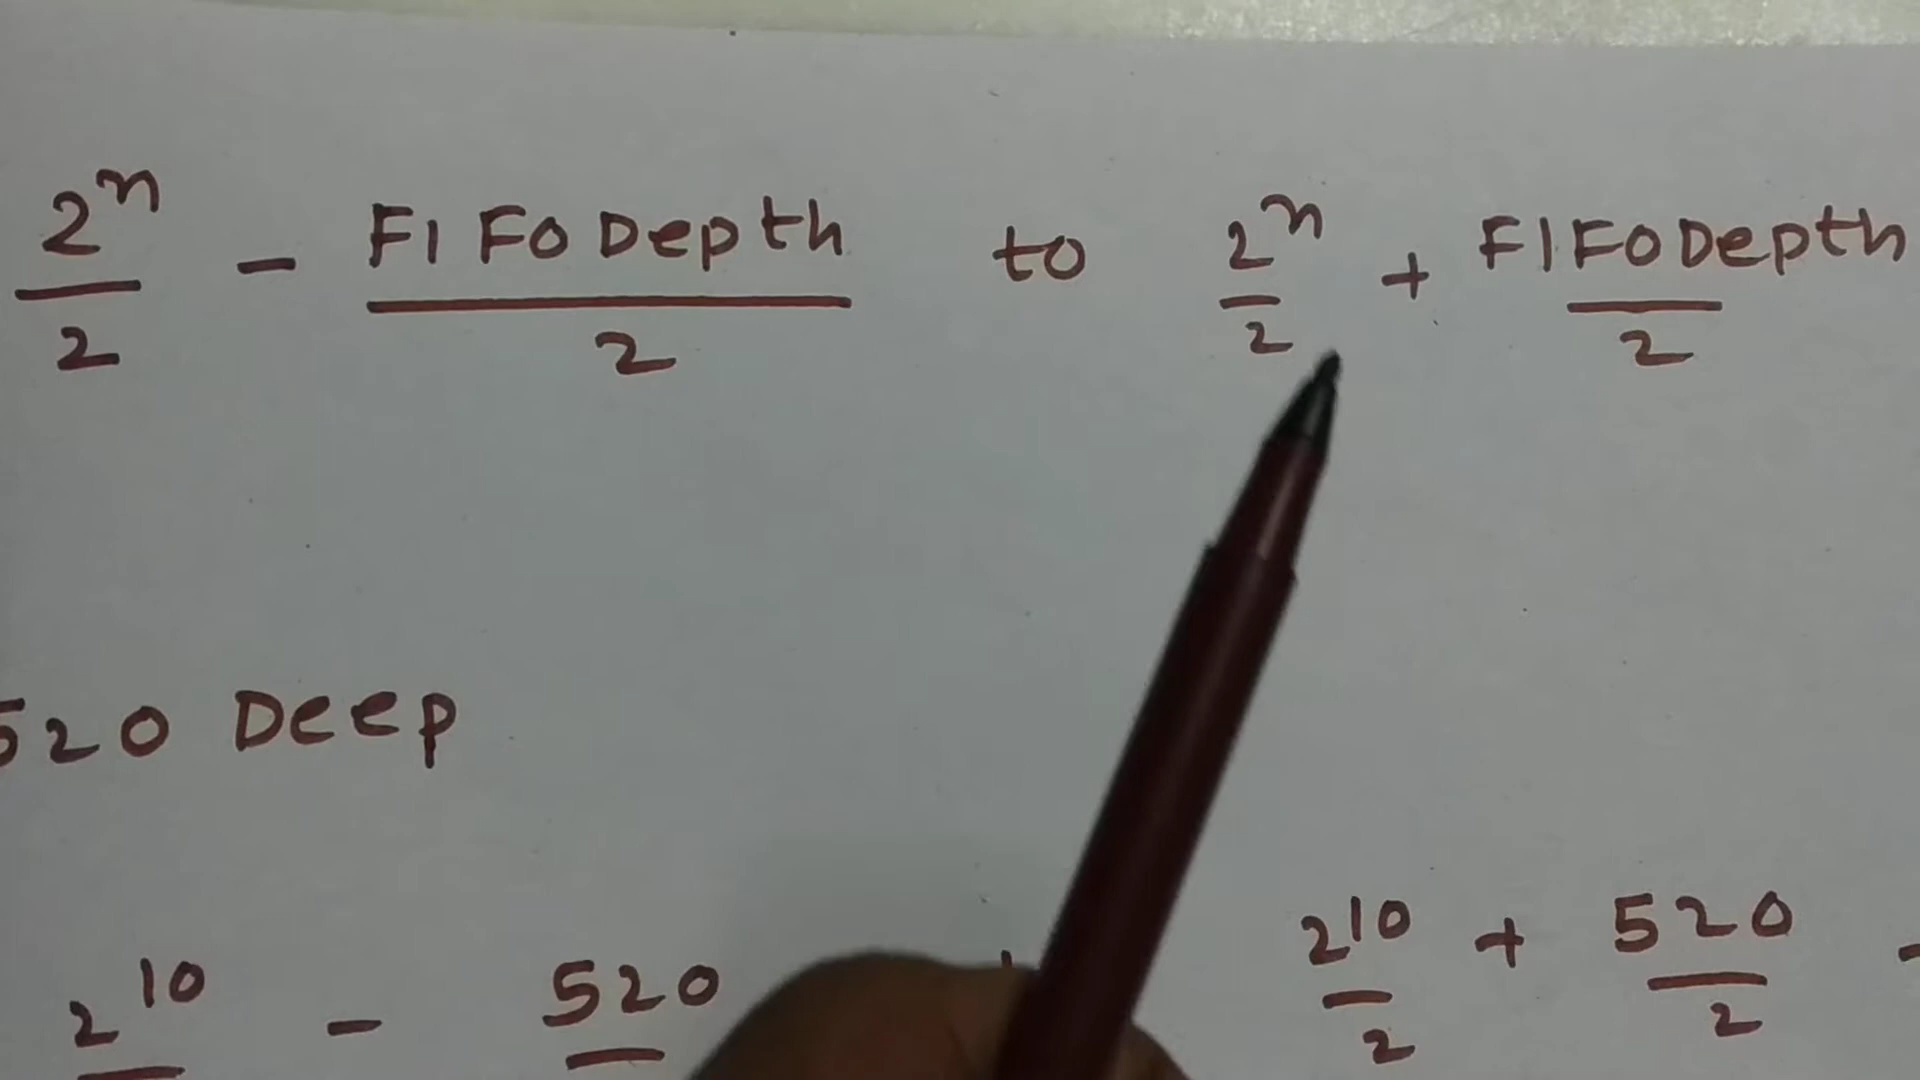 2^n/2 - FIFO Depth/2 to 2^n/2 + FIFO Depth/2
520 Deep
2^10 - 520 2^10/2 + 520/2 -